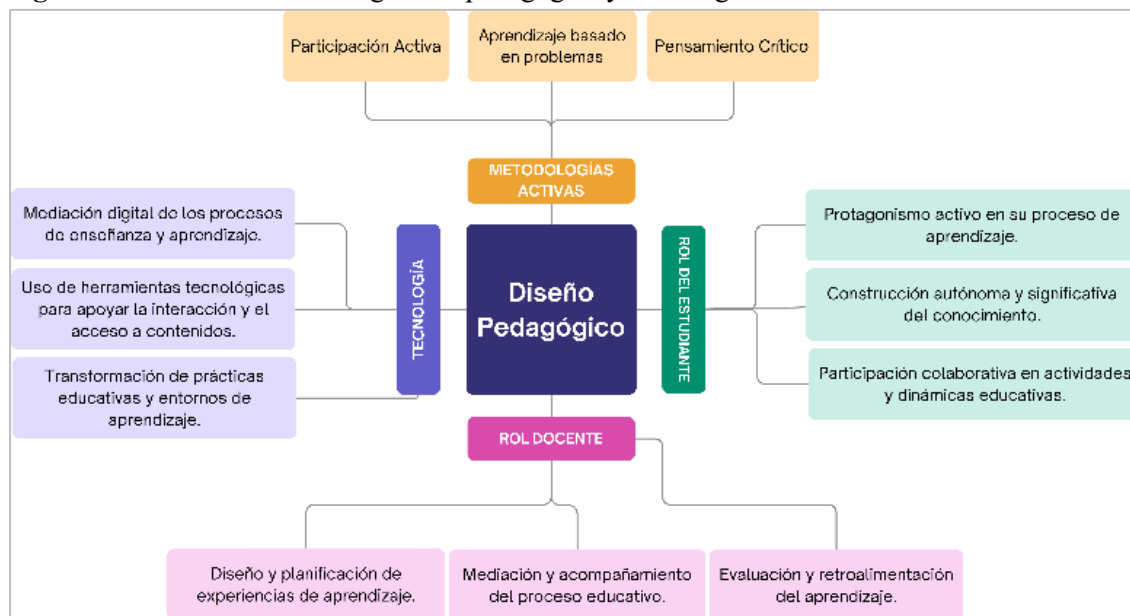 Participación Activa
Aprendizaje basado
en problemas
Pensamiento Crítico
METODOLOGÍAS
ACTIVAS
Mediación digital de los procesos
de enseñanza y aprendizaje.
Uso de herramientas tecnológicas
para apoyar la interacción y el
acceso a contenidos.
Transformación de prácticas
educativas y entornos de
aprendizaje.
TECNOLOGÍA
Diseño
Pedagógico
ROL DEL ESTUDIANTE
Protagonismo activo en su proceso de
aprendizaje.
Construcción autónoma y significativa
del conocimiento.
Participación colaborativa en actividades
y dinámicas educativas.
ROL DOCENTE
Diseño y planificación de
experiencias de aprendizaje.
Mediación y acompañamiento
del proceso educativo.
Evaluación y retroalimentación
del aprendizaje.